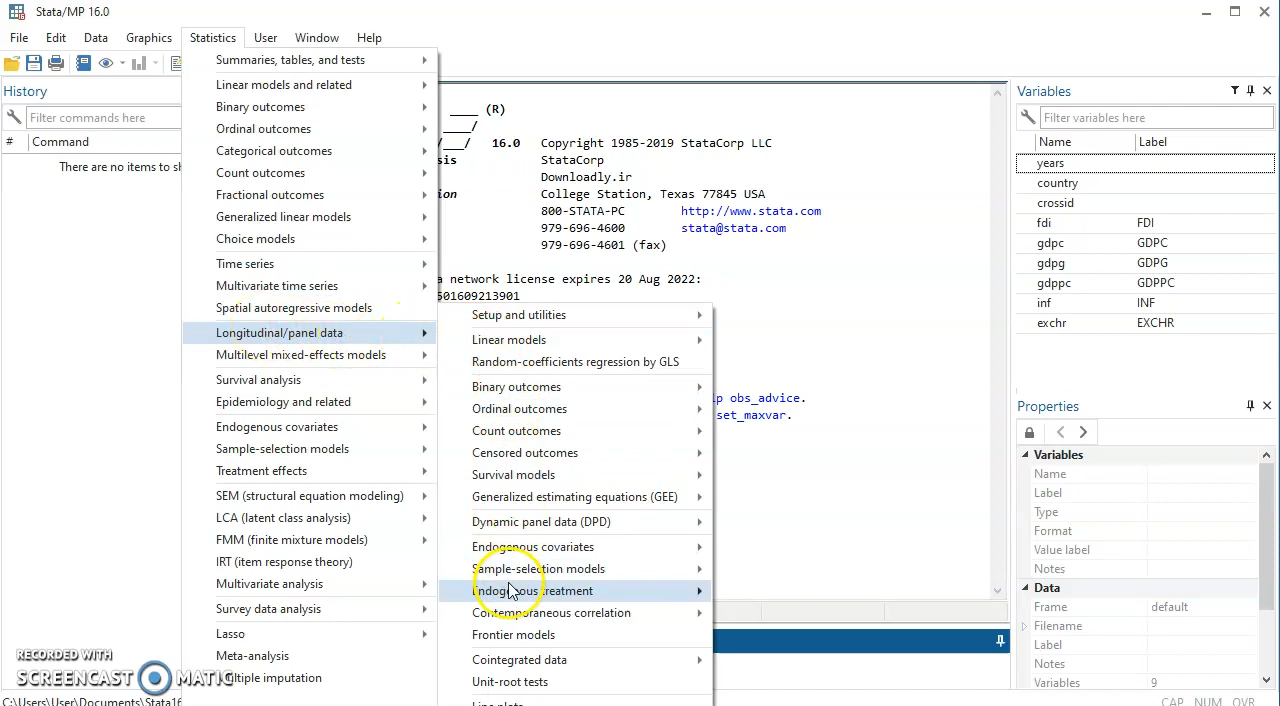 Stata/MP 16.0
File Edit Data Graphics Statistics User Window Help
History
Filter commands here
# Command
There are no items to sh
Summaries, tables, and tests
Linear models and related
Binary outcomes
Ordinal outcomes
Categorical outcomes
Count outcomes
Fractional outcomes
Generalized linear models
Choice models
Time series
Multivariate time series
Spatial autoregressive models
Longitudinal/panel data
Multilevel mixed-effects models
Survival analysis
Epidemiology and related
Endogenous covariates
Sample-selection models
Treatment effects
SEM (structural equation modeling)
LCA (latent class analysis)
FMM (finite mixture models)
IRT (item response theory)
Multivariate analysis
Survey data analysis
Lasso
Meta-analysis
Multiple imputation
Setup and utilities
Linear models
Random-coefficients regression by GLS
Binary outcomes
Ordinal outcomes
Count outcomes
Censored outcomes
Survival models
Generalized estimating equations (GEE)
Dynamic panel data (DPD)
Endogenous covariates
Sample-selection models
Endogenous treatment
Contemporaneous correlation
Frontier models
Cointegrated data
Unit-root tests
Line plots
____ (R)
____/
___/ 16.0 Copyright 1985-2019 StataCorp LLC
sis StataCorp
Downloadly.ir
ion College Station, Texas 77845 USA
800-STATA-PC http://www.stata.com
979-696-4600 stata@stata.com
979-696-4601 (fax)
a network license expires 20 Aug 2022:
501609213901
lp obs_advice.
set_maxvar.
Variables
Filter variables here
Name Label
years
country
crossid
fdi FDI
gdpc GDPC
gdpg GDPG
gdppc GDPPC
inf INF
exchr EXCHR
Properties
Variables
Name
Label
Type
Format
Value label
Notes
Data
Frame default
Filename
Label
Notes
Variables 9
RECORDED WITH
SCREENCAST MATIC
C:\Users\User\Documents\Stata16
CAP NUM OVR